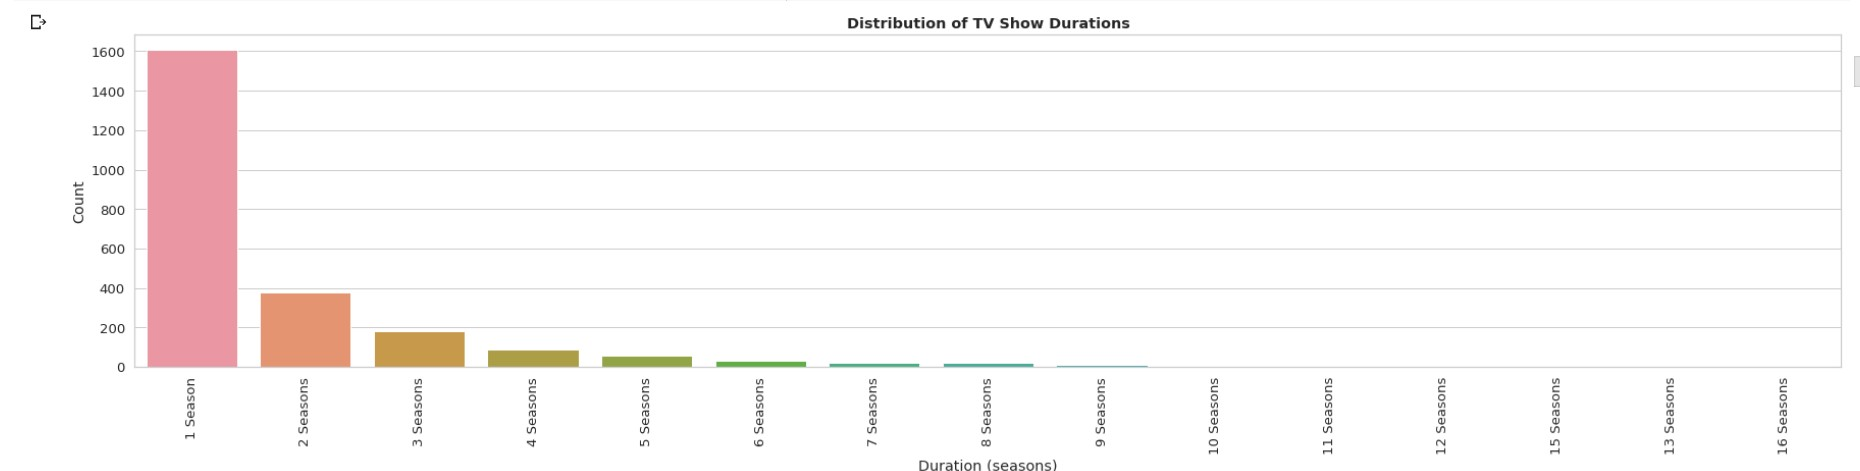 Distribution of TV Show Durations
1600
1400
1200
1000
800
600
400
200
0
Count
1 Season
2 Seasons
3 Seasons
4 Seasons
5 Seasons
6 Seasons
7 Seasons
8 Seasons
9 Seasons
10 Seasons
11 Seasons
12 Seasons
15 Seasons
13 Seasons
16 Seasons
Duration (seasons)